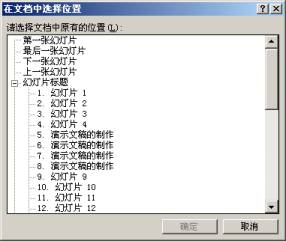 在文档中选择位置
请选择文档中原有的位置(L):
第一张幻灯片
最后一张幻灯片
下一张幻灯片
上一张幻灯片
幻灯片标题
1. 幻灯片 1
2. 幻灯片 2
3. 幻灯片 3
4. 幻灯片 4
5. 演示文稿的制作
6. 演示文稿的制作
7. 演示文稿的制作
8. 演示文稿的制作
9. 幻灯片 9
10. 幻灯片 10
11. 幻灯片 11
12. 幻灯片 12
确定 取消